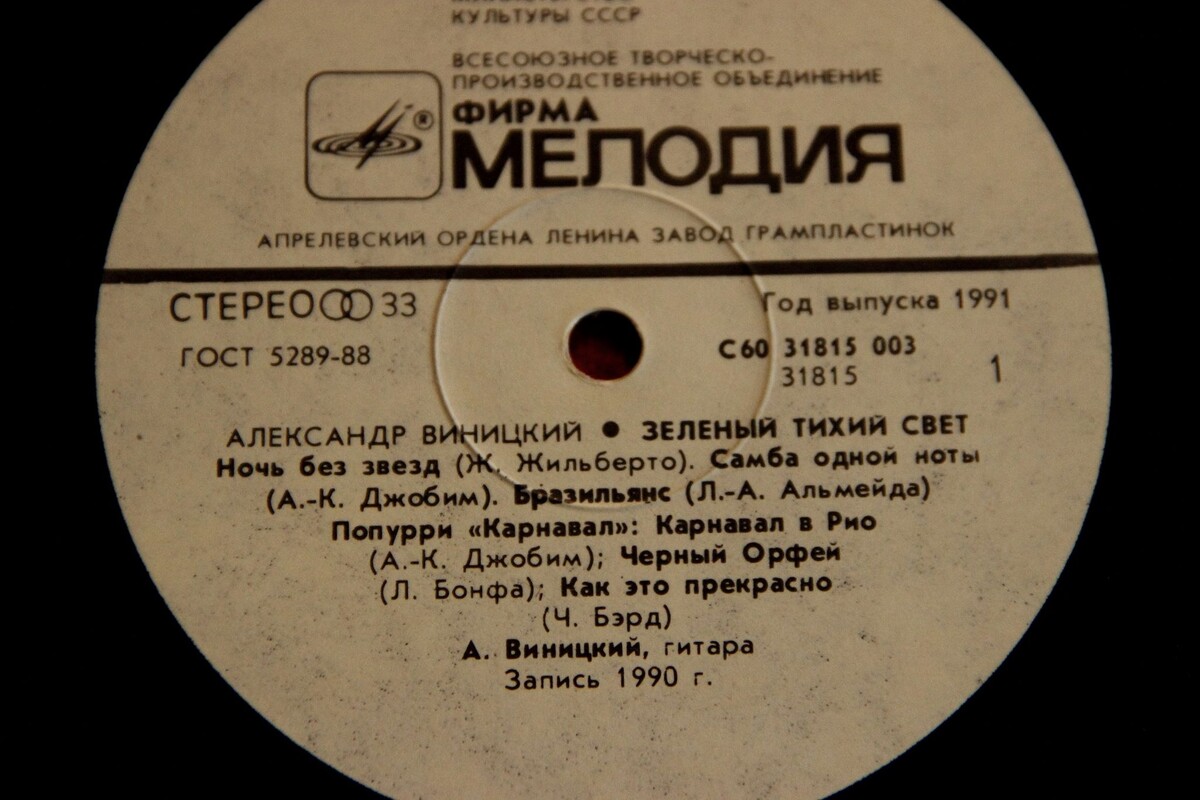 КУЛЬТУРЫ СССР
ВСЕСОЮЗНОЕ ТВОРЧЕСКО-
ПРОИЗВОДСТВЕННОЕ ОБЪЕДИНЕНИЕ
®
ФИРМА
МЕЛОДИЯ
АПРЕЛЕВСКИЙ ОРДЕНА ЛЕНИНА ЗАВОД ГРАМПЛАСТИНОК
СТЕРЕО 33
Год выпуска 1991
ГОСТ 5289-88
С60 31815 003
31815
1
АЛЕКСАНДР ВИНИЦКИЙ ● ЗЕЛЕНЫЙ ТИХИЙ СВЕТ
Ночь без звезд (Ж. Жильберто). Самба одной ноты
(А.-К. Джобим). Бразильянс (Л.-А. Альмейда)
Попурри «Карнавал»: Карнавал в Рио
(А.-К. Джобим); Черный Орфей
(Л. Бонфа); Как это прекрасно
(Ч. Бэрд)
А. Виницкий, гитара
Запись 1990 г.